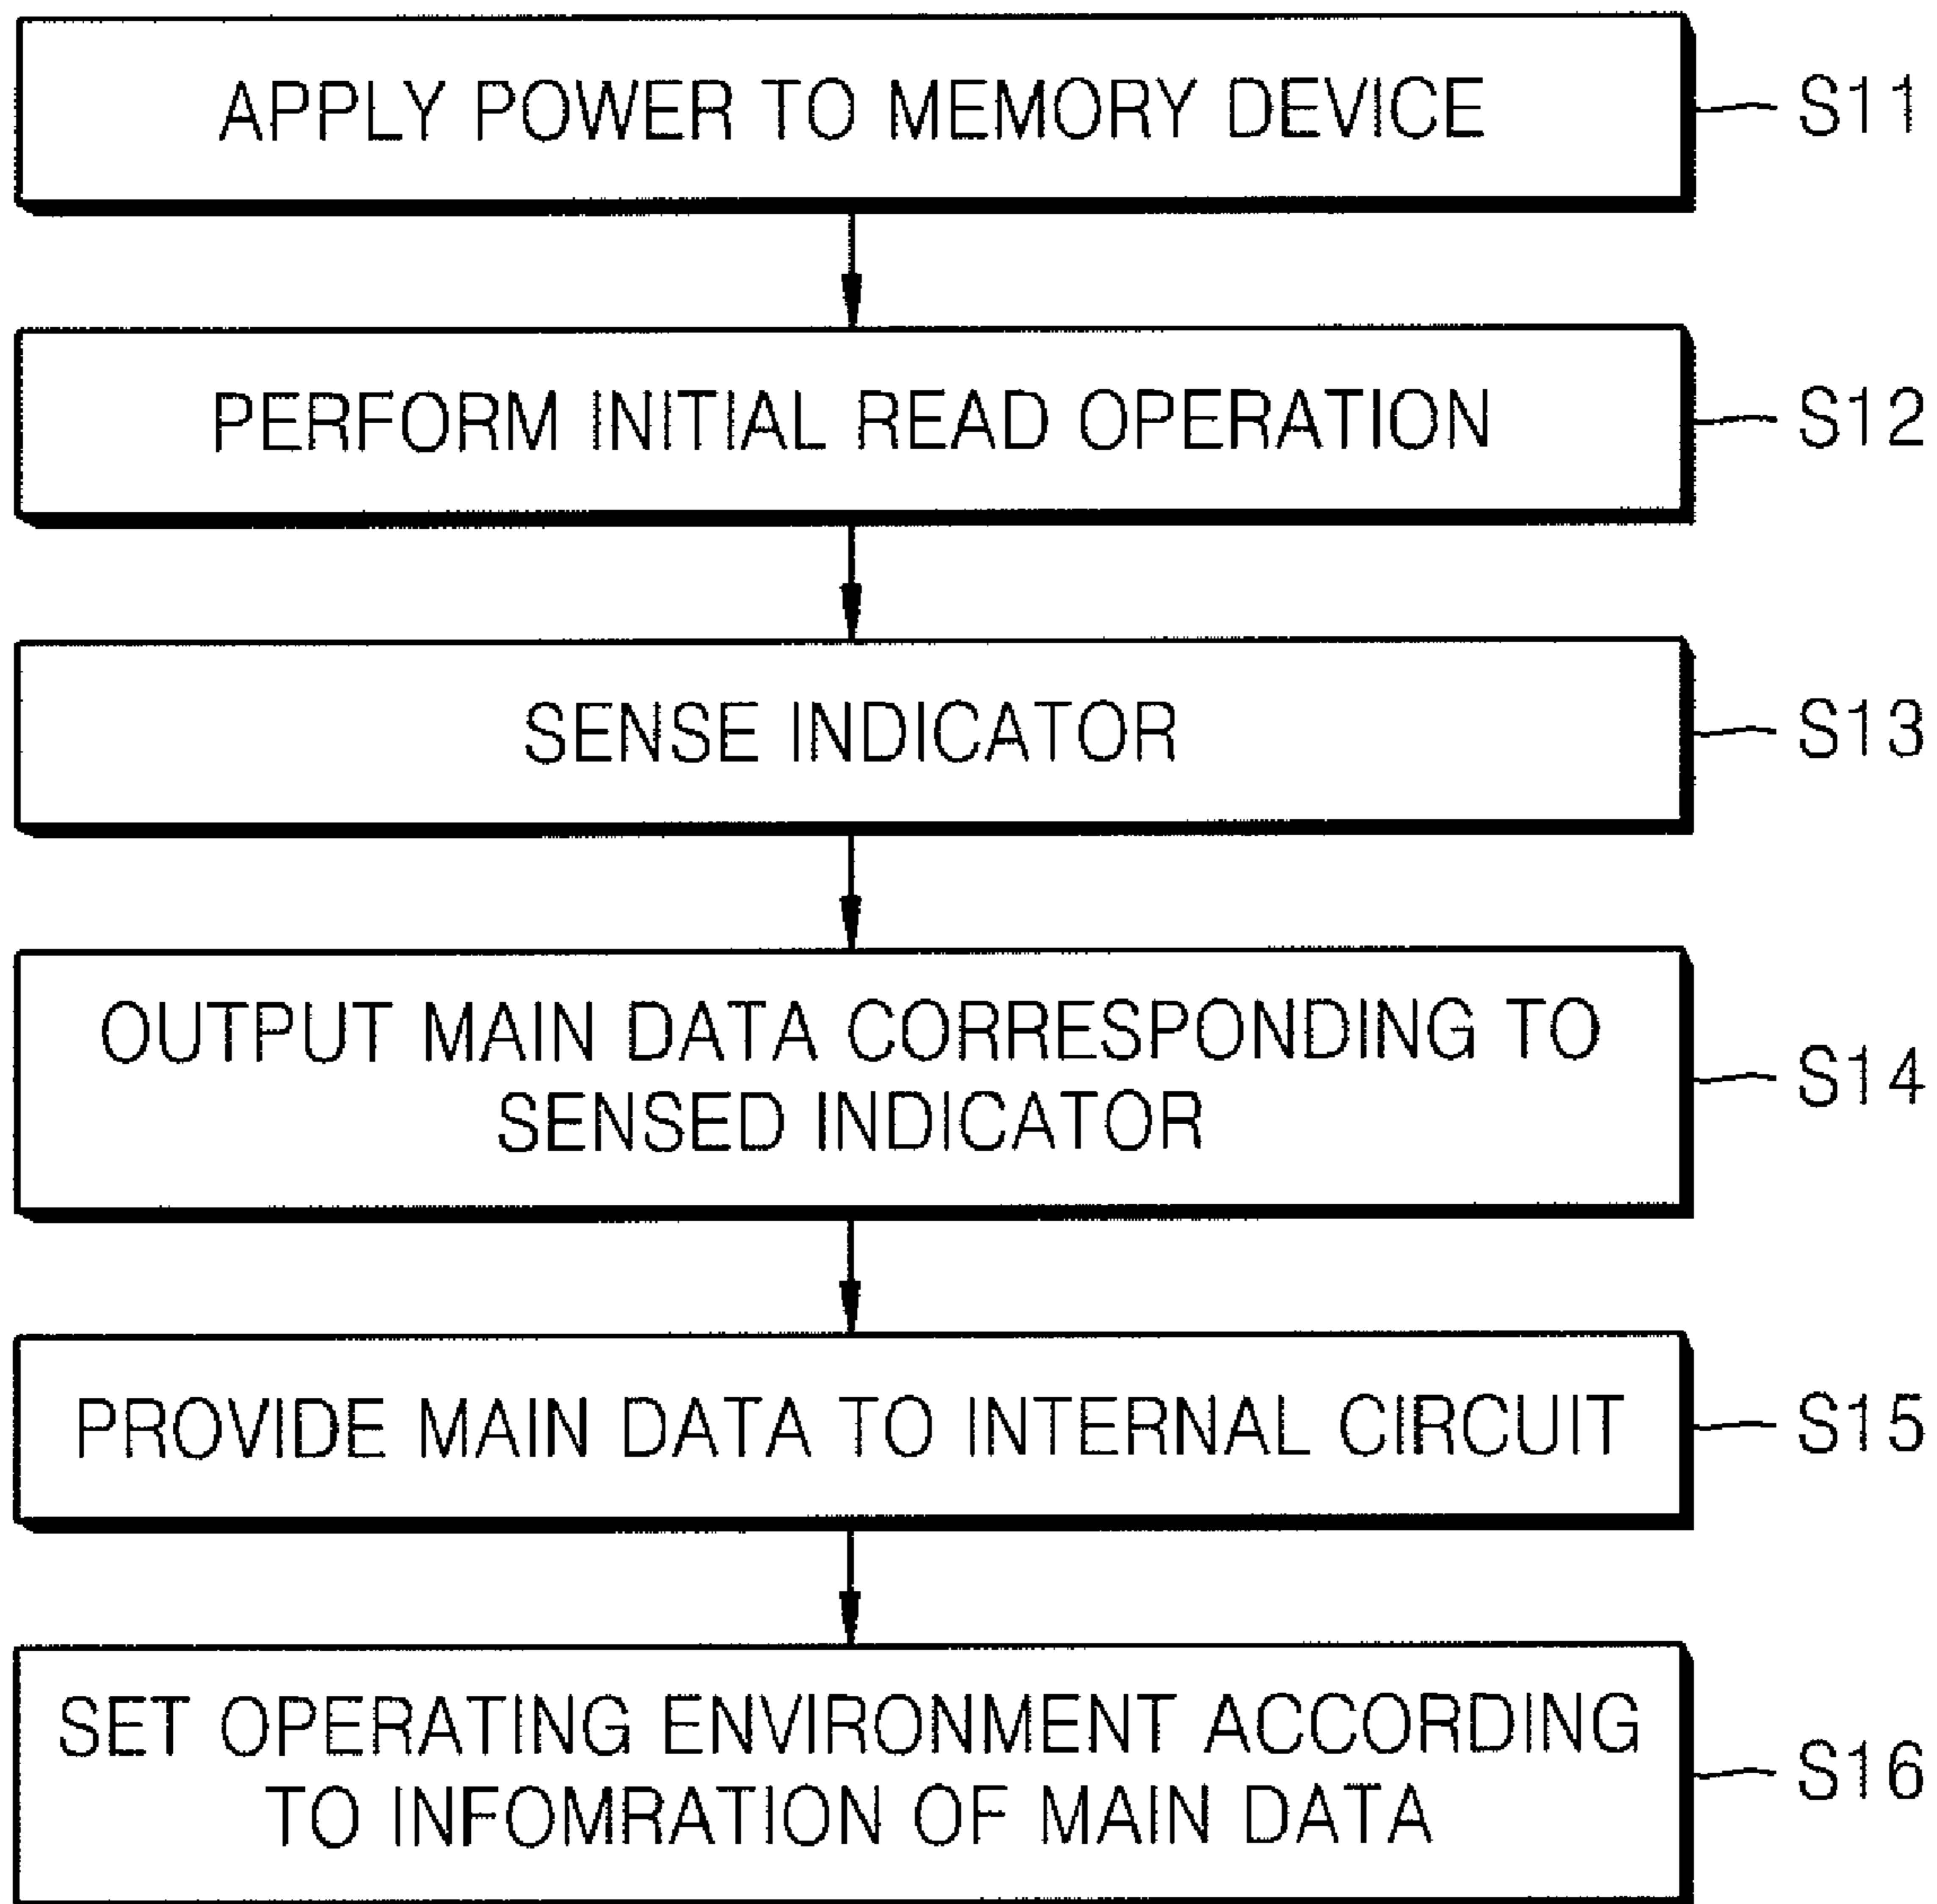 APPLY POWER TO MEMORY DEVICE
S11
PERFORM INITIAL READ OPERATION
S12
SENSE INDICATOR
S13
OUTPUT MAIN DATA CORRESPONDING TO
SENSED INDICATOR
S14
PROVIDE MAIN DATA TO INTERNAL CIRCUIT
S15
SET OPERATING ENVIRONMENT ACCORDING
TO INFOMRATION OF MAIN DATA
S16